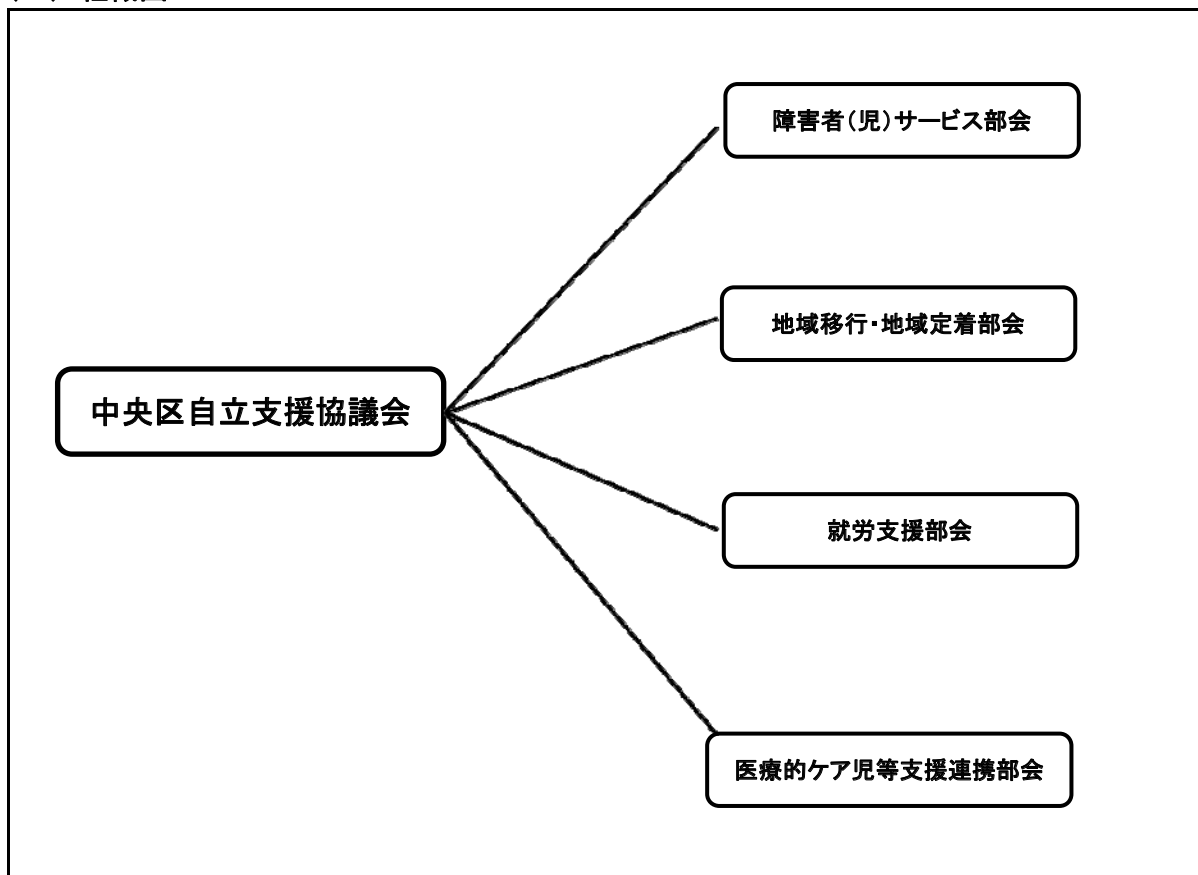 障害者（児）サービス部会
地域移行・地域定着部会
中央区自立支援協議会
就労支援部会
医療的ケア児等支援連携部会